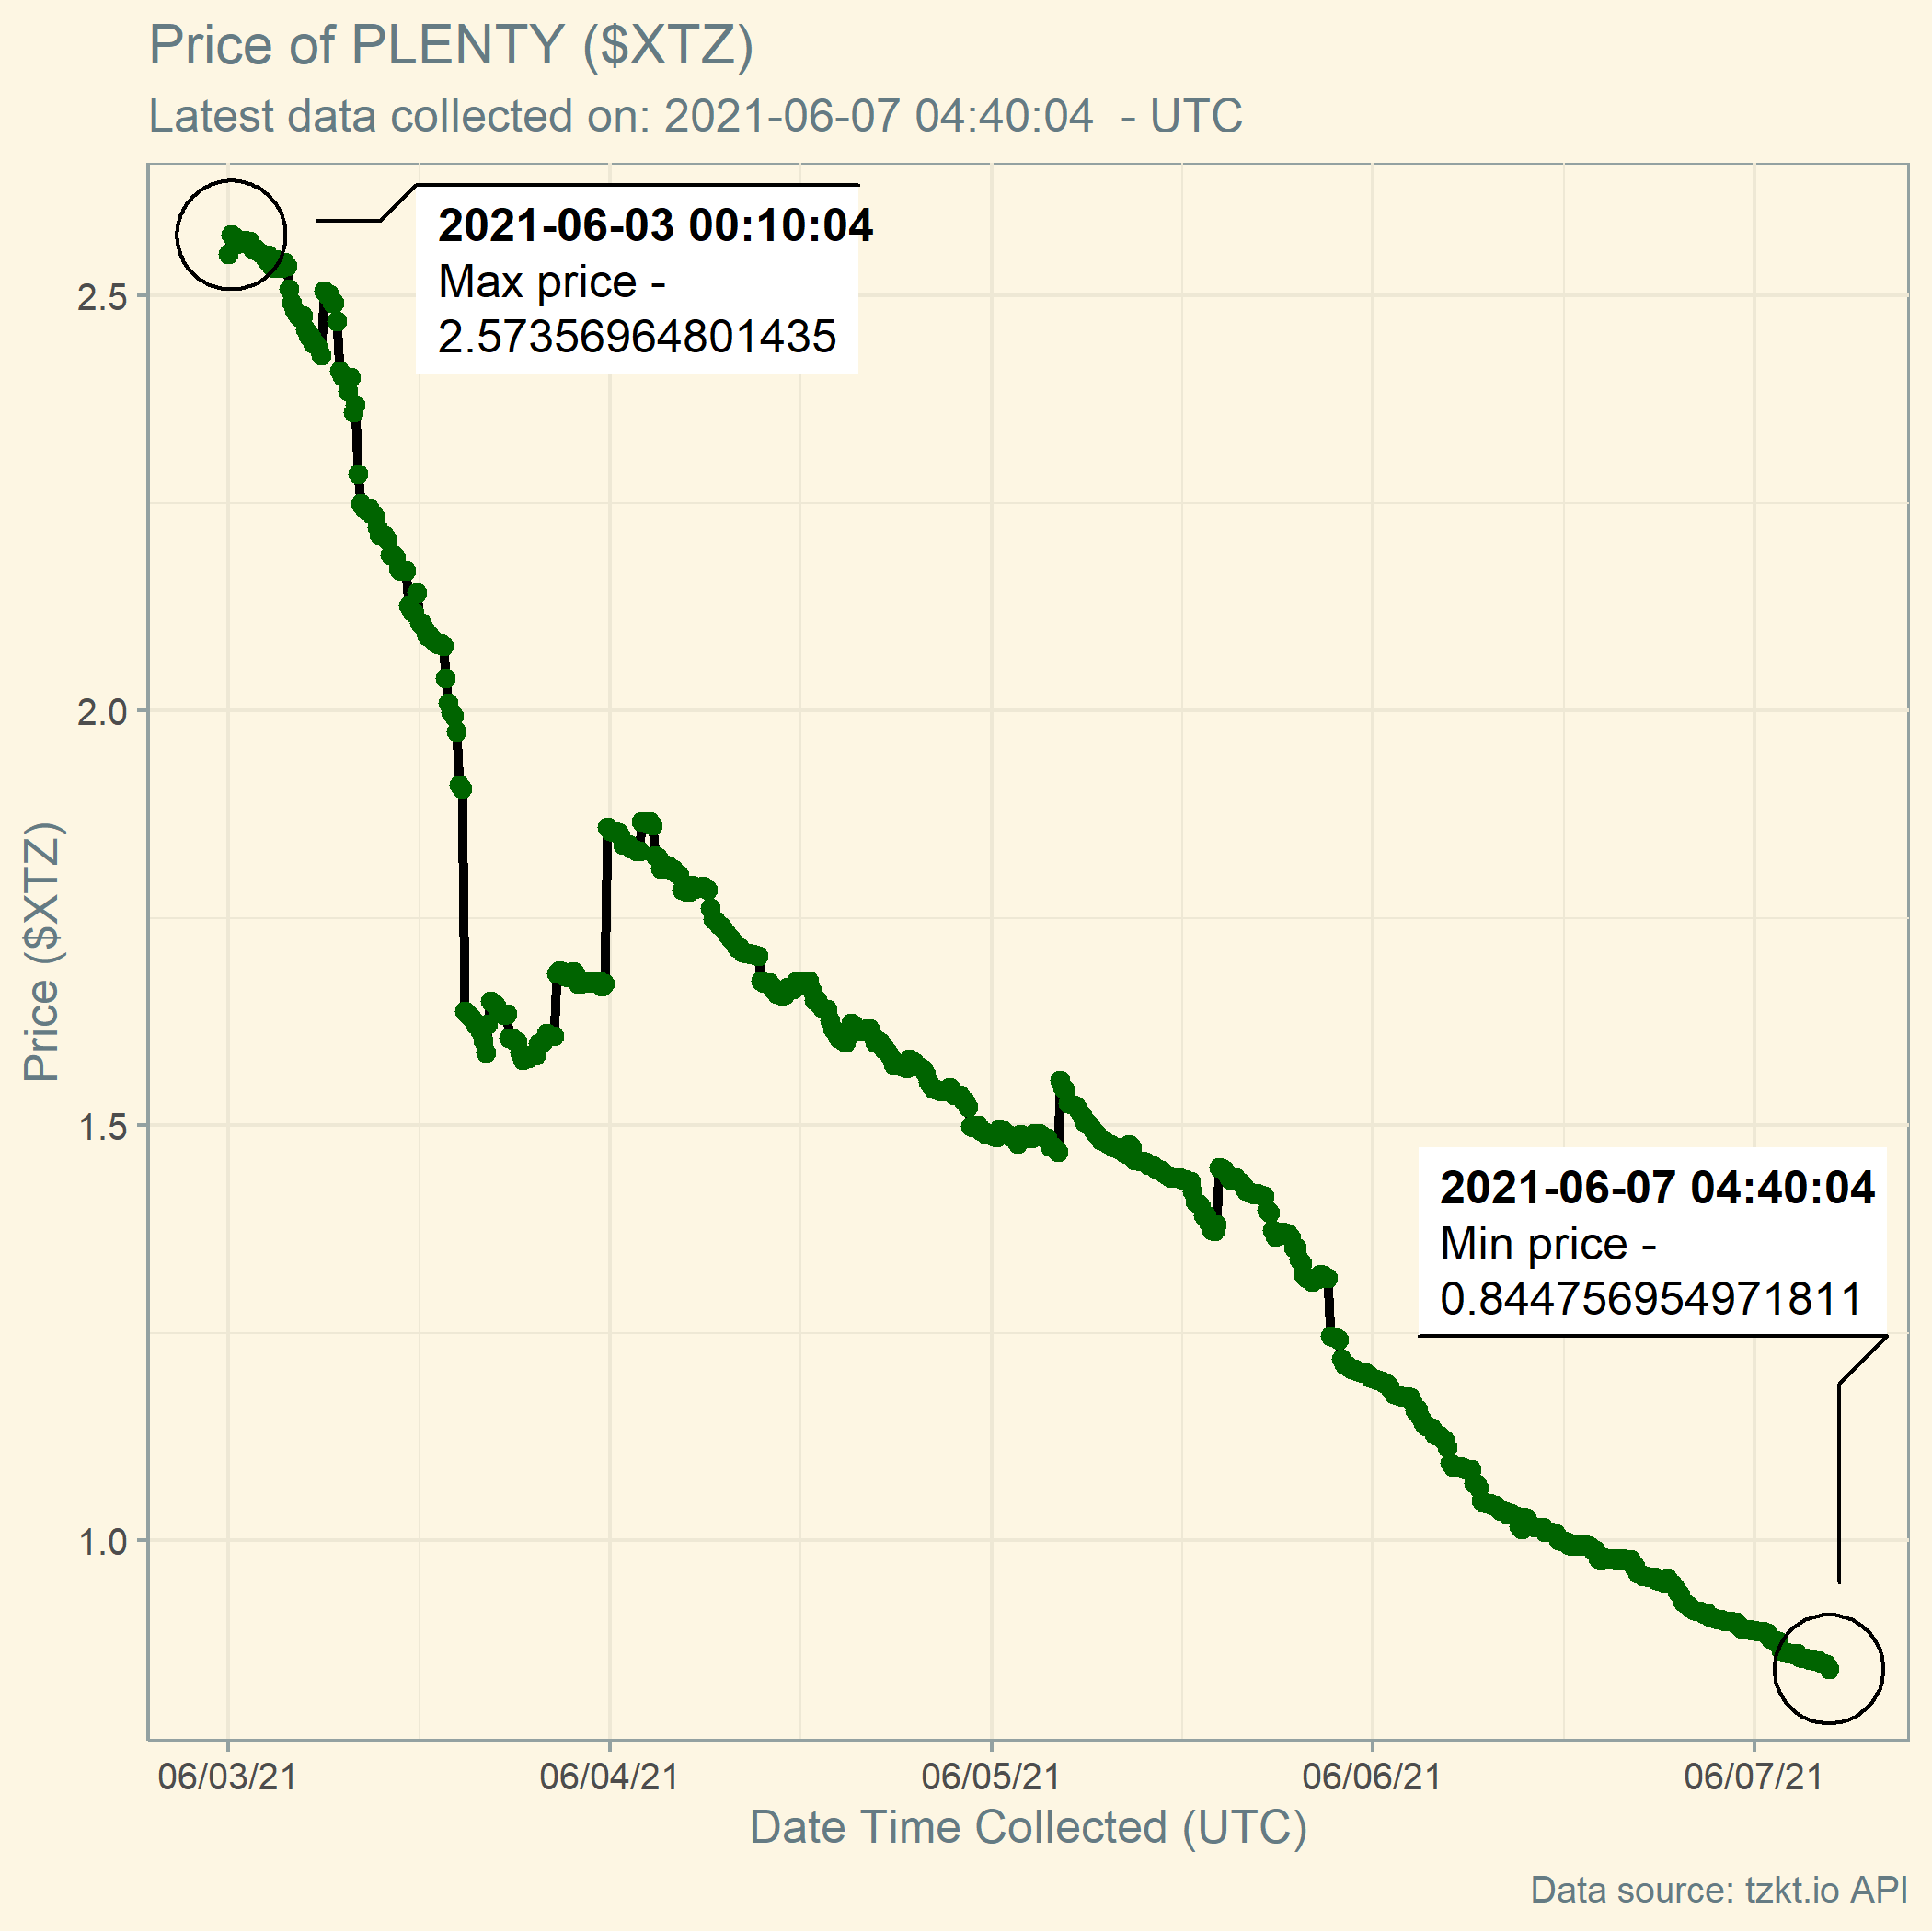 Price of PLENTY ($XTZ)
Latest data collected on: 2021-06-07 04:40:04  - UTC
2021-06-03 00:10:04
Max price -
2.57356964801435
2.5
2.0
Price ($XTZ)
1.5
2021-06-07 04:40:04
Min price -
0.844756954971811
1.0
06/03/21
06/04/21
06/05/21
06/06/21
06/07/21
Date Time Collected (UTC)
Data source: tzkt.io API